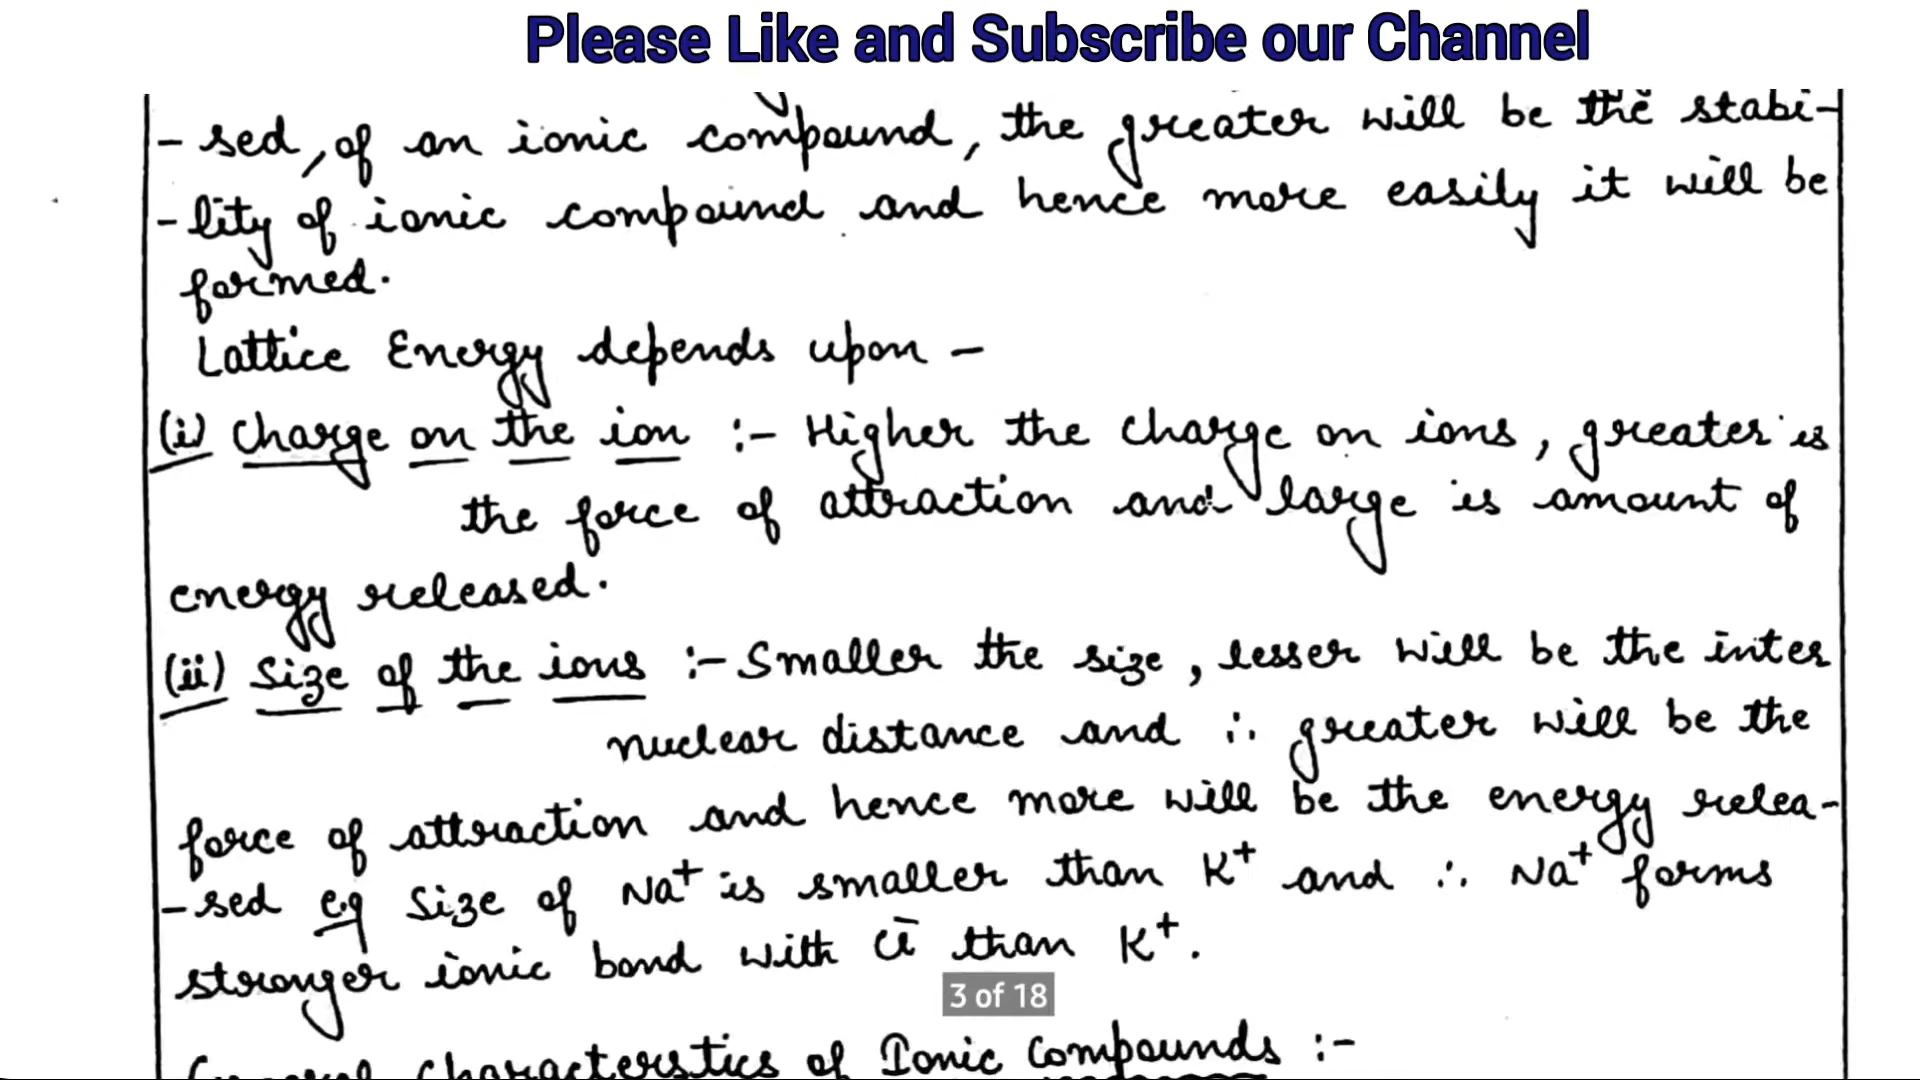 Please Like and Subscribe our Channel
- sed, of an ionic compound, the greater will be the stabi-
- lity of ionic compound and hence more easily it will be
formed.
Lattice Energy depends upon -
(i) Charge on the ion :- Higher the charge on ions, greater is
the force of attraction and large is amount of
energy released.
(ii) Size of the ions :- Smaller the size, lesser will be the inter
nuclear distance and ∴ greater will be the
force of attraction and hence more will be the energy relea-
- sed e.g Size of Na⁺ is smaller than K⁺ and ∴ Na⁺ forms
stronger ionic bond with Cl⁻ than K⁺.
3 of 18
General Characterstics of Ionic Compounds :-